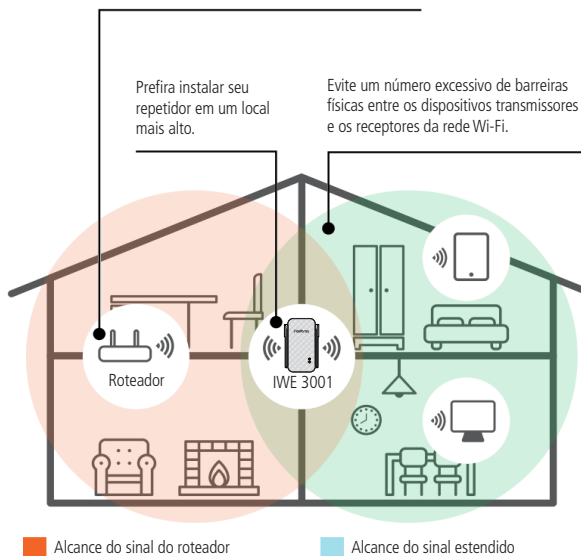 Prefira instalar seu
repetidor em um local
mais alto.
Evite um número excessivo de barreiras
físicas entre os dispositivos transmissores
e os receptores da rede Wi-Fi.
Roteador
intelbras
IWE 3001
Alcance do sinal do roteador
Alcance do sinal estendido